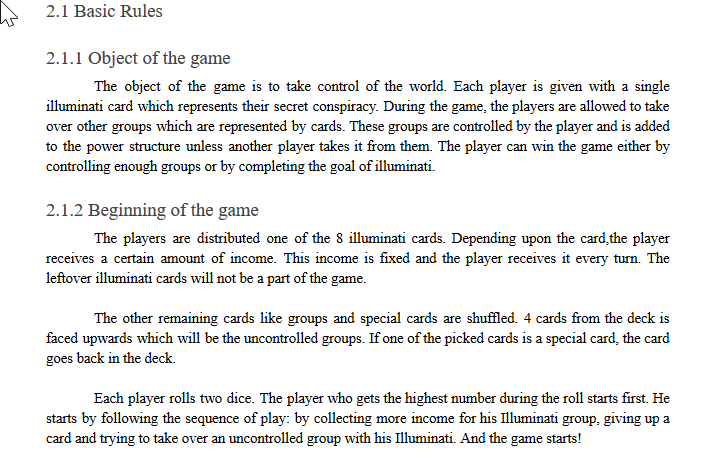 2.1 Basic Rules
2.1.1 Object of the game
The object of the game is to take control of the world. Each player is given with a single
illuminati card which represents their secret conspiracy. During the game, the players are allowed to take
over other groups which are represented by cards. These groups are controlled by the player and is added
to the power structure unless another player takes it from them. The player can win the game either by
controlling enough groups or by completing the goal of illuminati.
2.1.2 Beginning of the game
The players are distributed one of the 8 illuminati cards. Depending upon the card,the player
receives a certain amount of income. This income is fixed and the player receives it every turn. The
leftover illuminati cards will not be a part of the game.
The other remaining cards like groups and special cards are shuffled. 4 cards from the deck is
faced upwards which will be the uncontrolled groups. If one of the picked cards is a special card, the card
goes back in the deck.
Each player rolls two dice. The player who gets the highest number during the roll starts first. He
starts by following the sequence of play: by collecting more income for his Illuminati group, giving up a
card and trying to take over an uncontrolled group with his Illuminati. And the game starts!